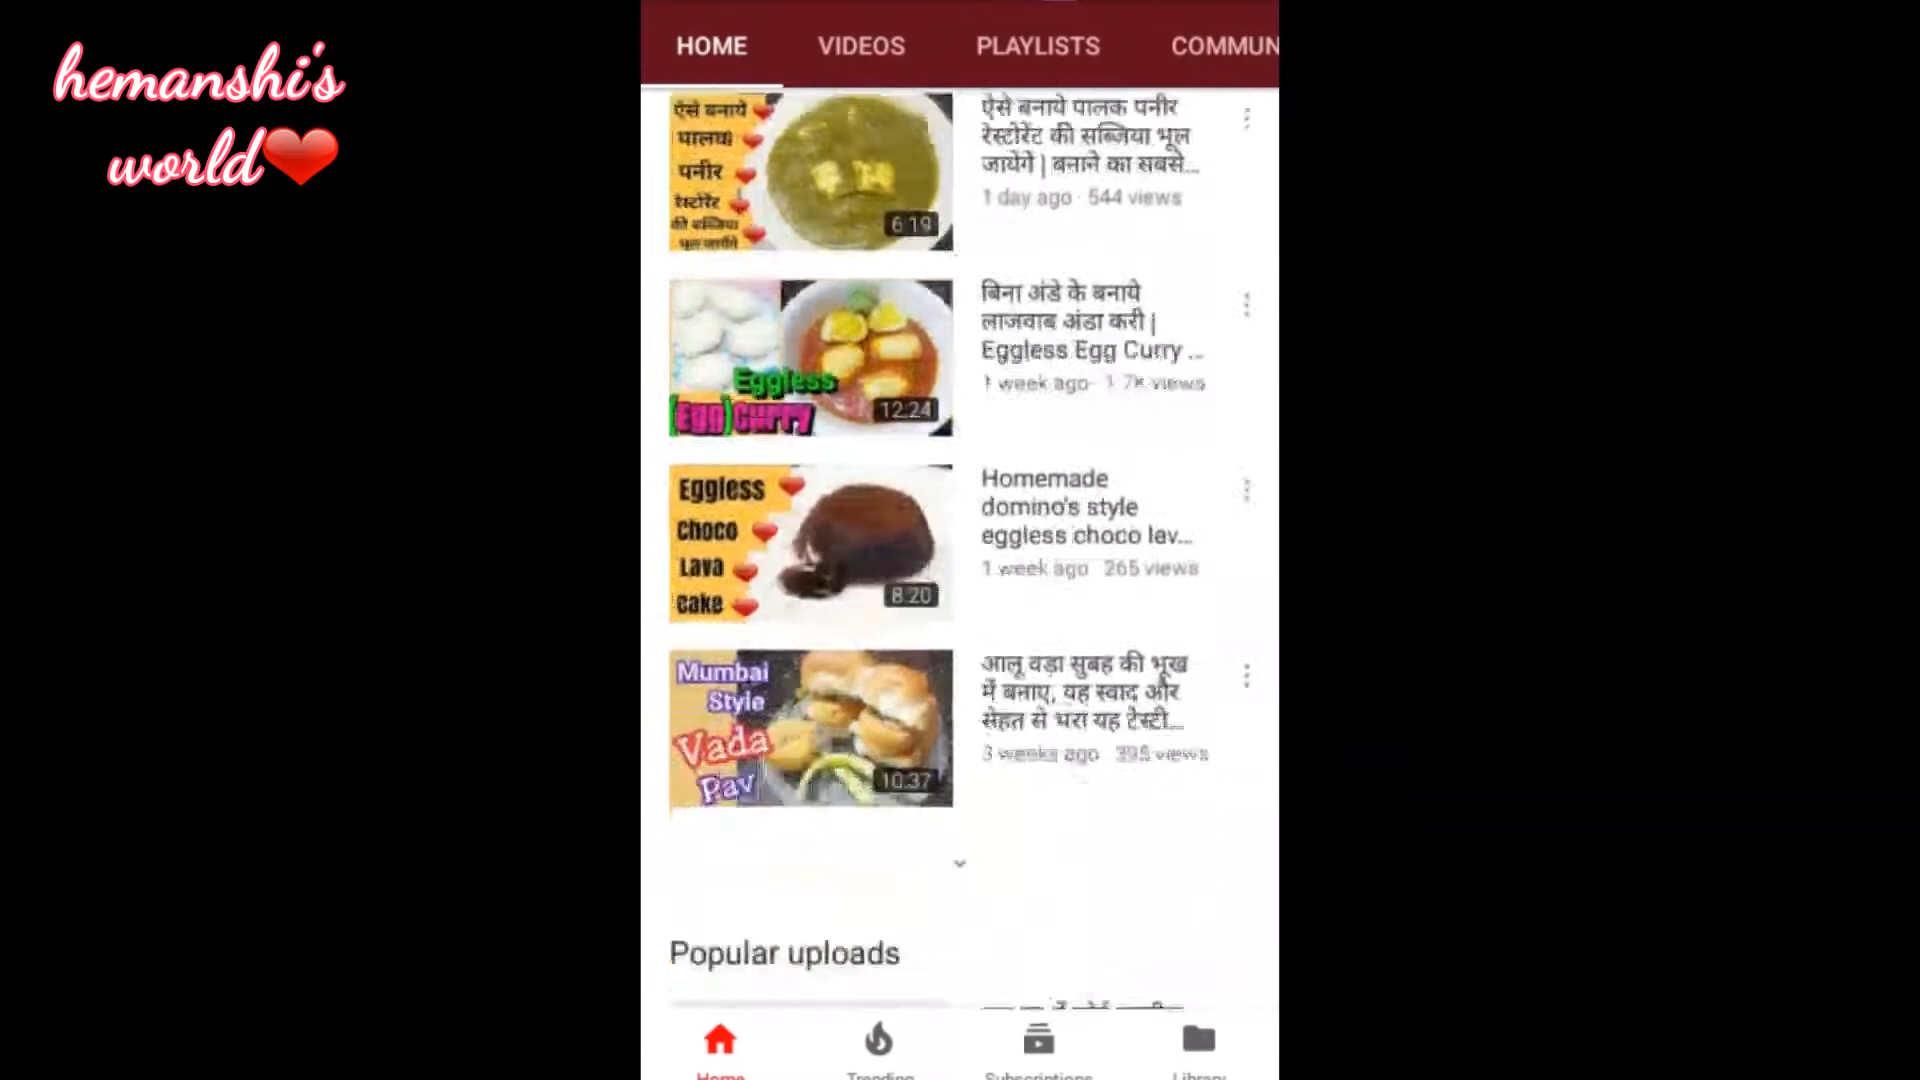 hemanshi's
world
HOME VIDEOS PLAYLISTS COMMUN
ऐसे बनाये
पालक
पनीर
रेस्टोरेंट
की सब्जिया
भूल जायेंगे
6:19
ऐसे बनाये पालक पनीर
रेस्टोरेंट की सब्जिया भूल
जायेंगे | बनाने का सबसे...
1 day ago · 544 views
Eggless
(Egg) Curry
12:24
बिना अंडे के बनाये
लाजवाब अंडा करी |
Eggless Egg Curry ...
1 week ago · 1.7K views
Eggless
Choco
Lava
Cake
8:20
Homemade
domino's style
eggless choco lav...
1 week ago · 265 views
Mumbai
Style
Vada
Pav
10:37
आलू वड़ा सुबह की भूख
में बनाए, यह स्वाद और
सेहत से भरा यह टेस्टी...
3 weeks ago · 395 views
Popular uploads
Home Trending Subscriptions Library